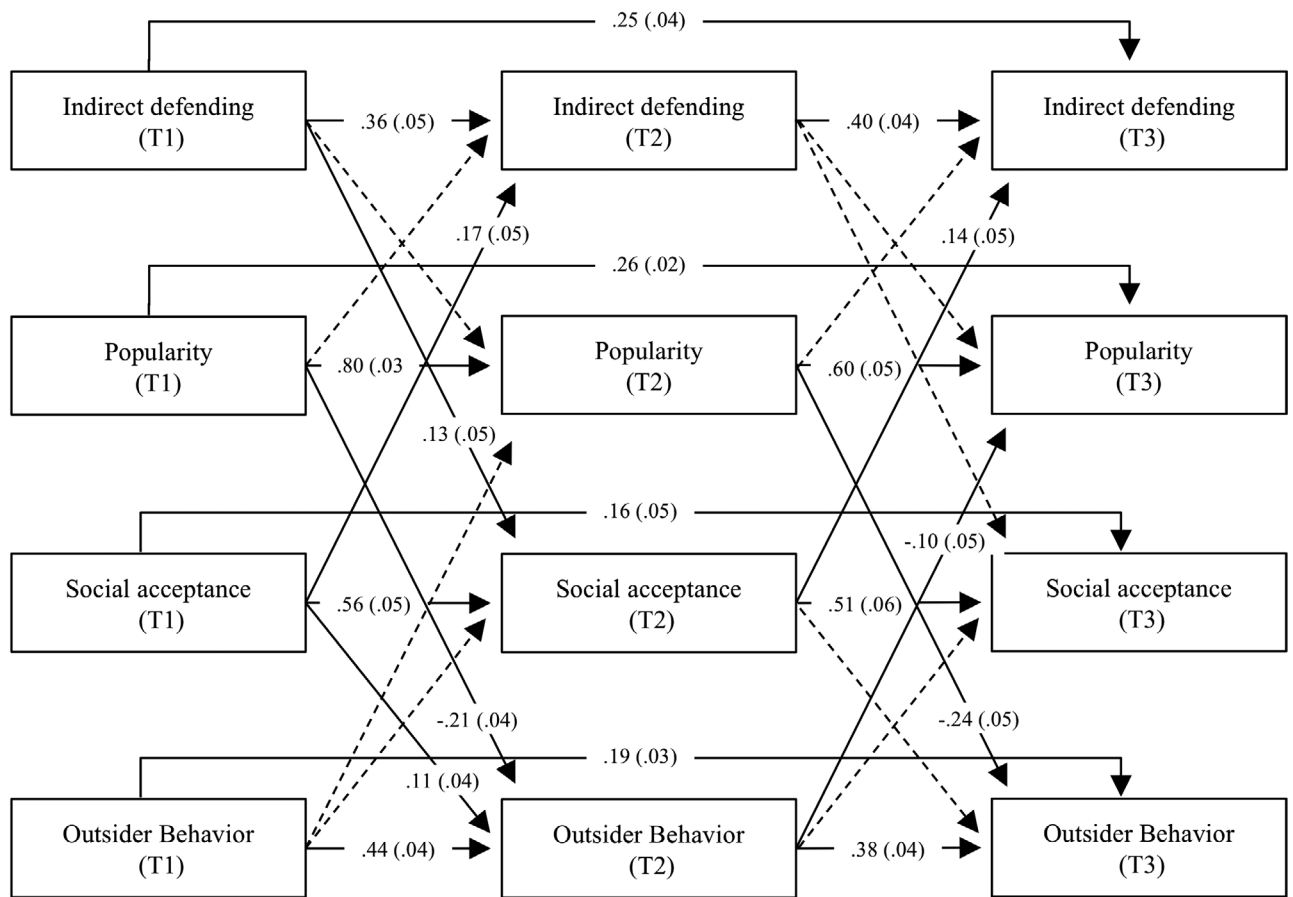 .25 (.04)
Indirect defending
(T1)
.36 (.05)
Indirect defending
(T2)
.40 (.04)
Indirect defending
(T3)
.17 (.05)
.14 (.05)
.26 (.02)
Popularity
(T1)
.80 (.03
Popularity
(T2)
.60 (.05)
Popularity
(T3)
.13 (.05)
.16 (.05)
-.10 (.05)
Social acceptance
(T1)
.56 (.05)
Social acceptance
(T2)
.51 (.06)
Social acceptance
(T3)
-.21 (.04)
-.24 (.05)
.19 (.03)
.11 (.04)
Outsider Behavior
(T1)
.44 (.04)
Outsider Behavior
(T2)
.38 (.04)
Outsider Behavior
(T3)